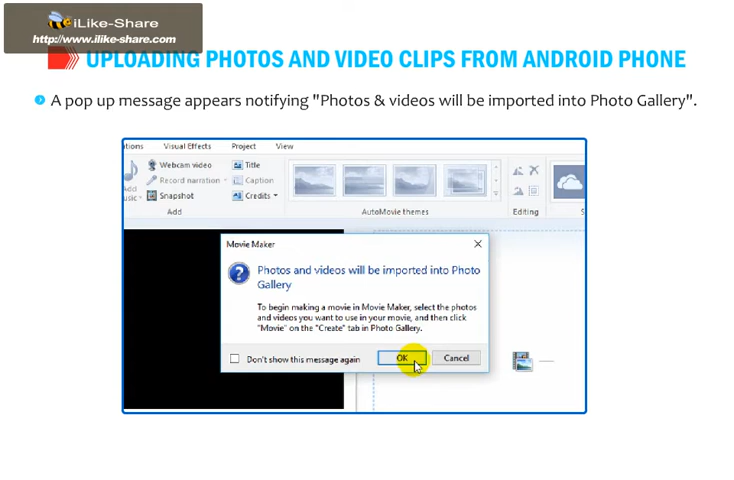 iLike-Share
http://www.ilike-share.com
UPLOADING PHOTOS AND VIDEO CLIPS FROM ANDROID PHONE
A pop up message appears notifying "Photos & videos will be imported into Photo Gallery".
Visual Effects Project View
Webcam video
Record narration
Snapshot
Add
Title
Caption
Credits
AutoMovie themes
Editing
Movie Maker
Photos and videos will be imported into Photo
Gallery
To begin making a movie in Movie Maker, select the photos
and videos you want to use in your movie, and then click
"Movie" on the "Create" tab in Photo Gallery.
Don't show this message again
OK
Cancel